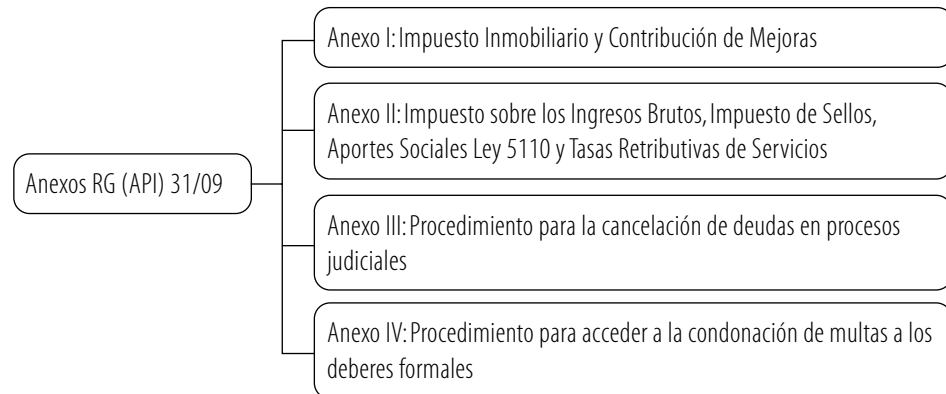 Anexos RG (API) 31/09
Anexo I: Impuesto Inmobiliario y Contribución de Mejoras
Anexo II: Impuesto sobre los Ingresos Brutos, Impuesto de Sellos,
Aportes Sociales Ley 5110 y Tasas Retributivas de Servicios
Anexo III: Procedimiento para la cancelación de deudas en procesos
judiciales
Anexo IV: Procedimiento para acceder a la condonación de multas a los
deberes formales